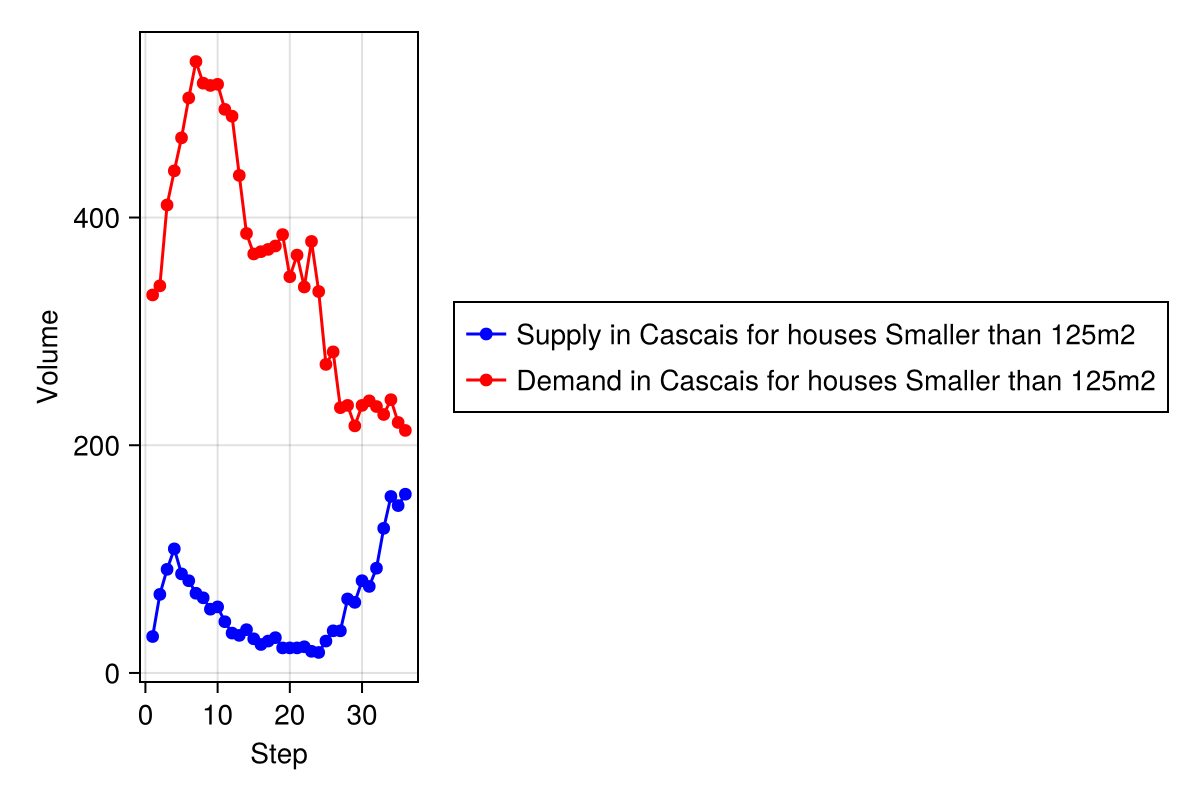 Volume
400
200
0
0 10 20 30
Step
Supply in Cascais for houses Smaller than 125m2
Demand in Cascais for houses Smaller than 125m2